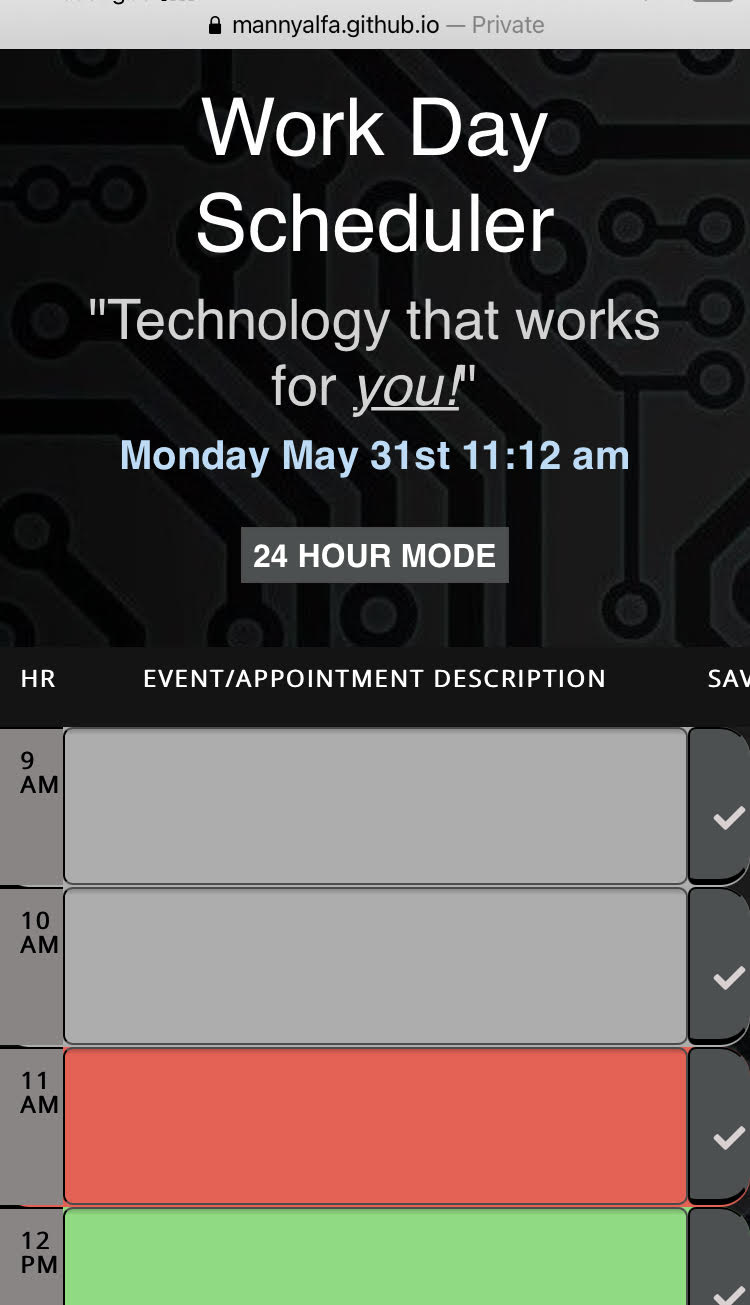 mannyalfa.github.io — Private
Work Day
Scheduler
"Technology that works
for you!"
Monday May 31st 11:12 am
24 HOUR MODE
HR EVENT/APPOINTMENT DESCRIPTION SAV
9
AM
10
AM
11
AM
12
PM